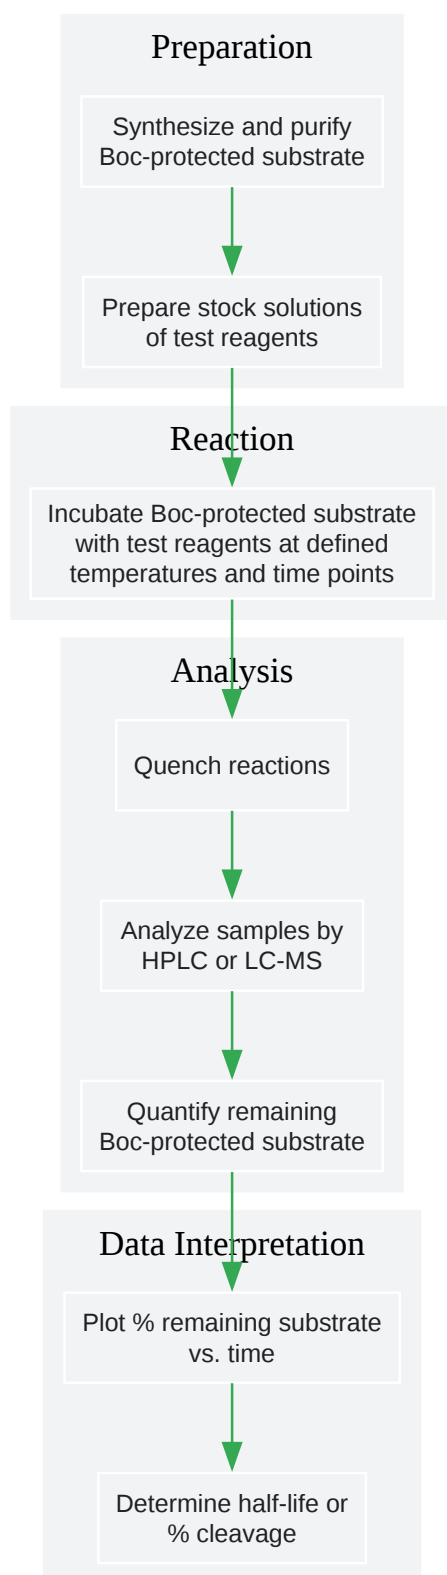 Preparation
Synthesize and purify
Boc-protected substrate
Prepare stock solutions
of test reagents
Reaction
Incubate Boc-protected substrate
with test reagents at defined
temperatures and time points
Analysis
Quench reactions
Analyze samples by
HPLC or LC-MS
Quantify remaining
Boc-protected substrate
Data Interpretation
Plot % remaining substrate
vs. time
Determine half-life or
% cleavage